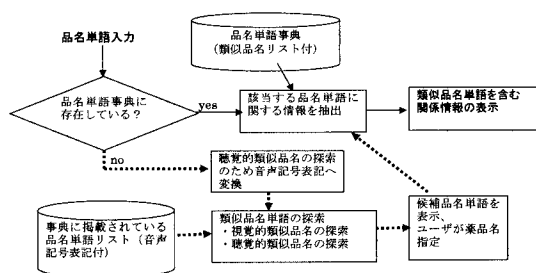 品名単語入力
品名単語事典
(類似品名リスト付)
品名単語事典に
存在している?
yes
該当する品名単語に
関する情報を抽出
類似品名単語を含む
関係情報の表示
no
聴覚的類似品名の探索
のため音声記号表記へ
変換
事典に掲載されている
品名単語リスト(音声
記号表記付)
類似品名単語の探索
・視覚的類似品名の探索
・聴覚的類似品名の探索
候補品名単語を
表示、
ユーザが薬品名
指定